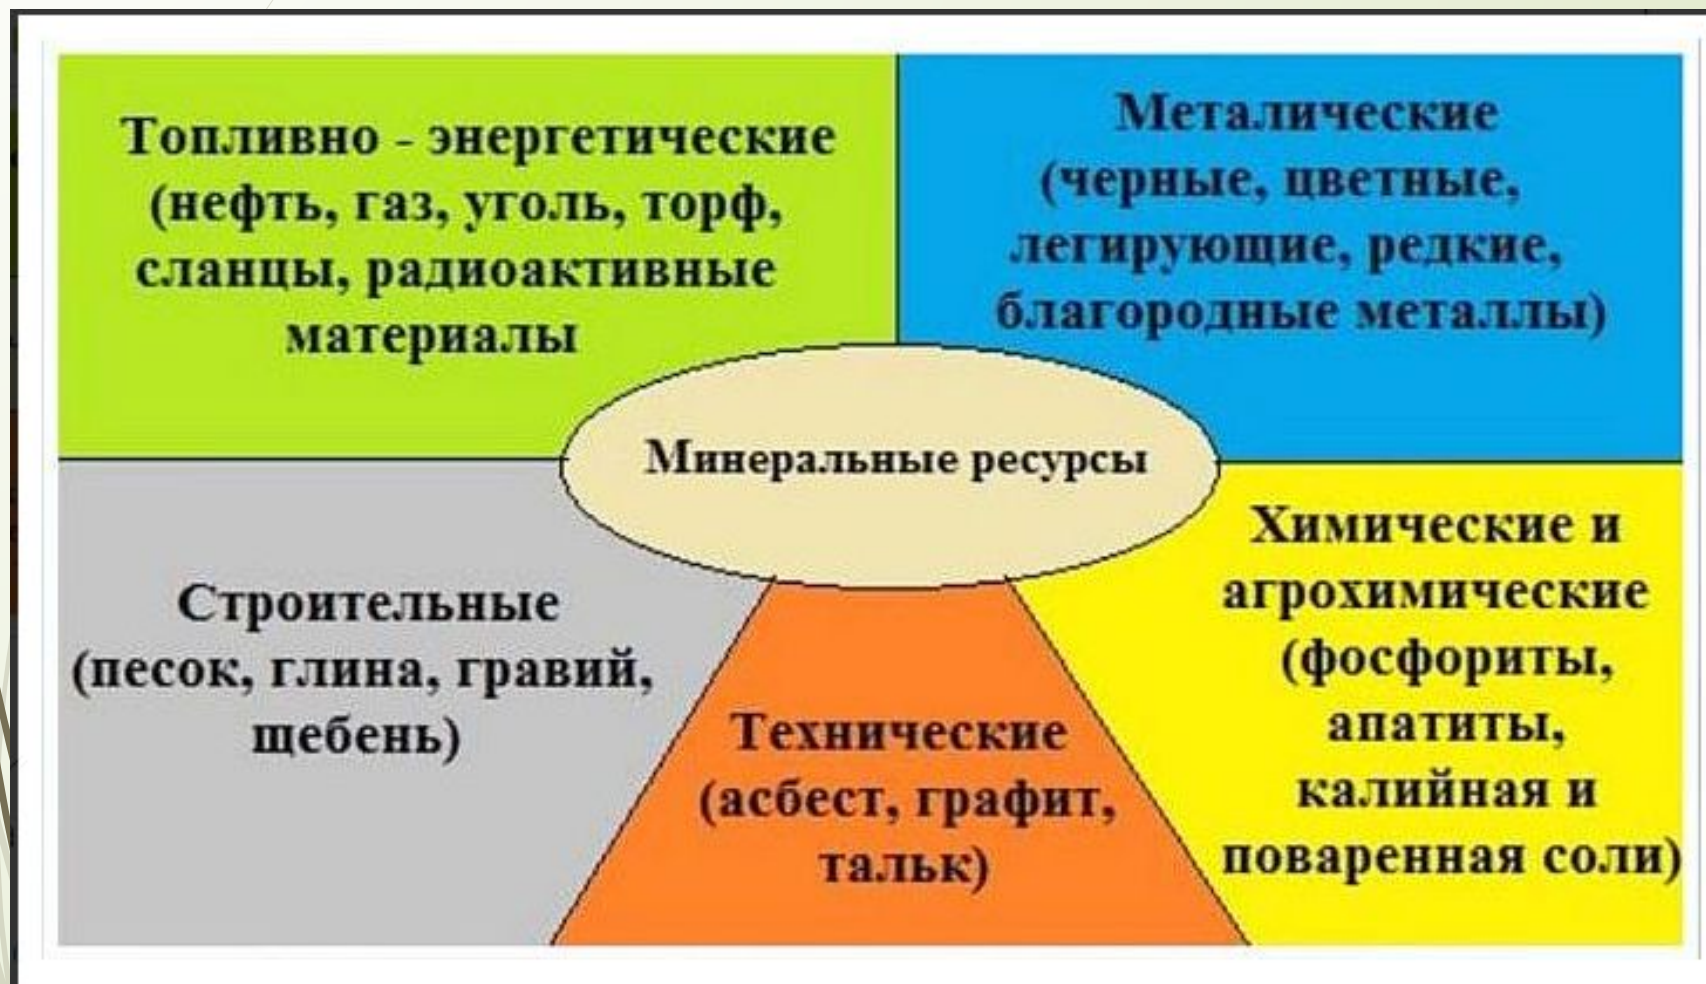 Топливно - энергетические
(нефть, газ, уголь, торф,
сланцы, радиоактивные
материалы
Металические
(черные, цветные,
легирующие, редкие,
благородные металлы)
Минеральные ресурсы
Строительные
(песок, глина, гравий,
щебень)
Технические
(асбест, графит,
тальк)
Химические и
агрохимические
(фосфориты,
апатиты,
калийная и
поваренная соли)